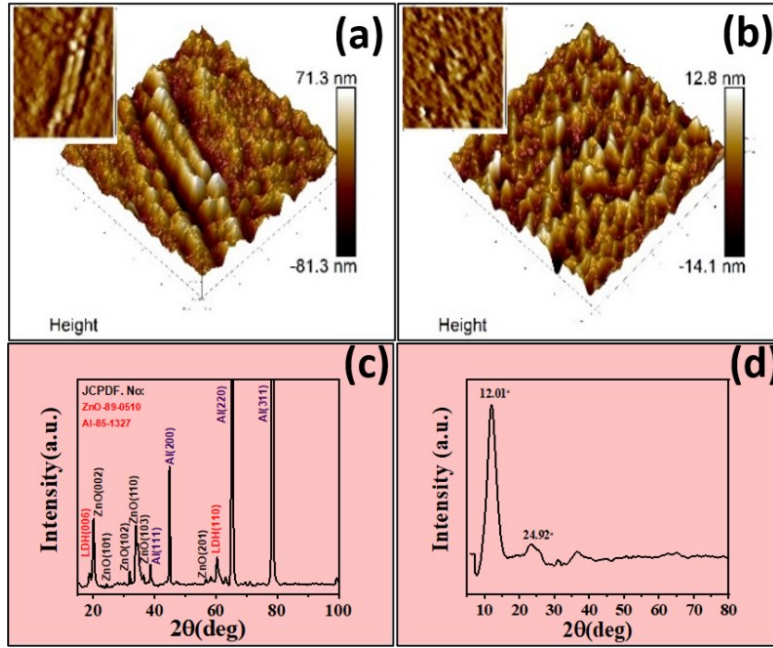 (a)
71.3 nm
-81.3 nm
Height
(b)
12.8 nm
-14.1 nm
Height
(c)
JCPDF. No:
ZnO-89-0510
Al-85-1327
LDH(006)
ZnO(002)
ZnO(101)
ZnO(102)
ZnO(110)
ZnO(103)
Al(111)
Al(200)
ZnO(201)
LDH(110)
Al(220)
Al(311)
Intensity(a.u.)
20 40 60 80 100
2θ(deg)
(d)
12.01°
24.92°
Intensity (a.u.)
10 20 30 40 50 60 70 80
2θ(deg)